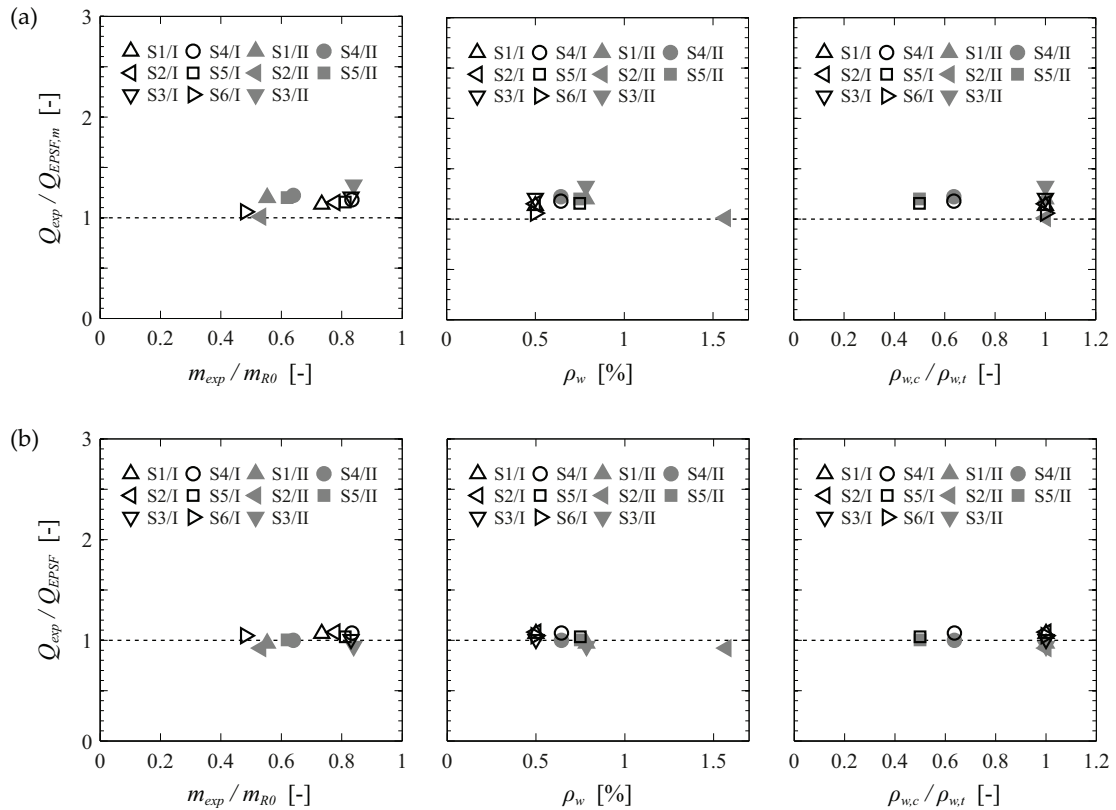 (a)
3
2
1
0
Q_exp / Q_EPSF,m [-]
S1/I S4/I S1/II S4/II
S2/I S5/I S2/II S5/II
S3/I S6/I S3/II
0 0.2 0.4 0.6 0.8 1
m_exp / m_R0 [-]
S1/I S4/I S1/II S4/II
S2/I S5/I S2/II S5/II
S3/I S6/I S3/II
0 0.5 1 1.5
ρ_w [%]
S1/I S4/I S1/II S4/II
S2/I S5/I S2/II S5/II
S3/I S6/I S3/II
0 0.2 0.4 0.6 0.8 1 1.2
ρ_w,c / ρ_w,t [-]
(b)
3
2
1
0
Q_exp / Q_EPSF [-]
S1/I S4/I S1/II S4/II
S2/I S5/I S2/II S5/II
S3/I S6/I S3/II
0 0.2 0.4 0.6 0.8 1
m_exp / m_R0 [-]
S1/I S4/I S1/II S4/II
S2/I S5/I S2/II S5/II
S3/I S6/I S3/II
0 0.5 1 1.5
ρ_w [%]
S1/I S4/I S1/II S4/II
S2/I S5/I S2/II S5/II
S3/I S6/I S3/II
0 0.2 0.4 0.6 0.8 1 1.2
ρ_w,c / ρ_w,t [-]